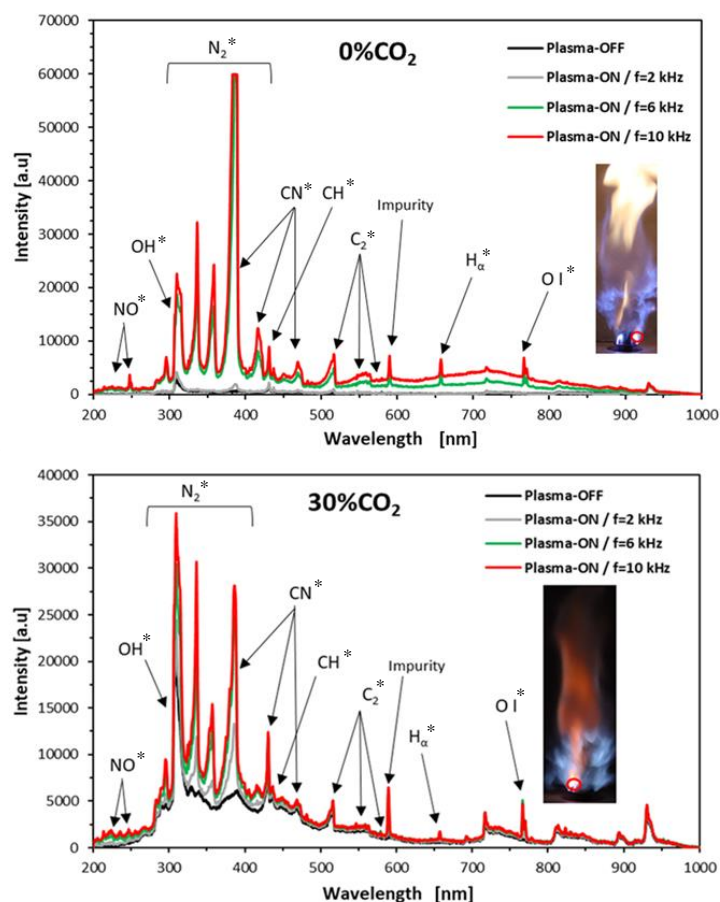 0%CO₂
Plasma-OFF
Plasma-ON / f=2 kHz
Plasma-ON / f=6 kHz
Plasma-ON / f=10 kHz
N₂*
OH*
NO*
CN*
CH*
C₂*
Impurity
Hα*
O I*
Intensity [a.u]
70000
60000
50000
40000
30000
20000
10000
0
200 300 400 500 600 700 800 900 1000
Wavelength [nm]
30%CO₂
Plasma-OFF
Plasma-ON / f=2 kHz
Plasma-ON / f=6 kHz
Plasma-ON / f=10 kHz
N₂*
OH*
NO*
CN*
CH*
C₂*
Impurity
Hα*
O I*
Intensity [a.u]
40000
35000
30000
25000
20000
15000
10000
5000
0
200 300 400 500 600 700 800 900 1000
Wavelength [nm]